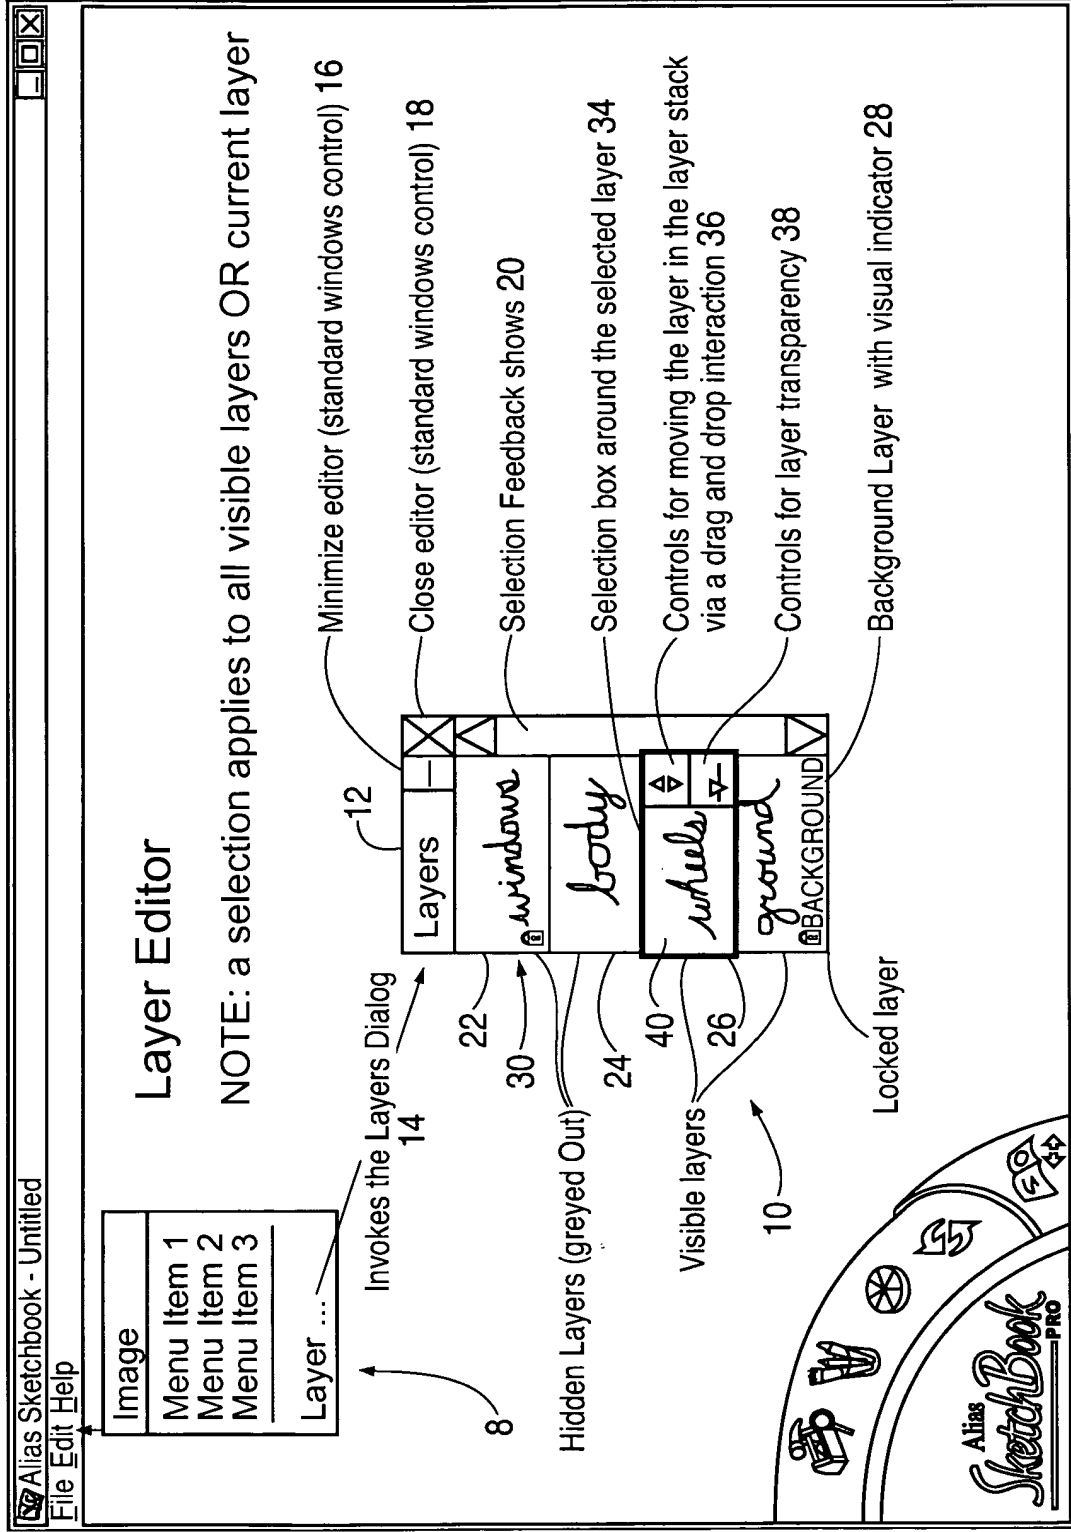 Alias Sketchbook - Untitled
File Edit Help
Image
Menu Item 1
Menu Item 2
Menu Item 3
Layer ...
8
Layer Editor
NOTE: a selection applies to all visible layers OR current layer
Invokes the Layers Dialog
14
12
Layers
windows
body
wheels
ground
BACKGROUND
22
30
24
40
26
Hidden Layers (greyed Out)
Visible layers
10
Locked layer
Minimize editor (standard windows control) 16
Close editor (standard windows control) 18
Selection Feedback shows 20
Selection box around the selected layer 34
Controls for moving the layer in the layer stack
via a drag and drop interaction 36
Controls for layer transparency 38
Background Layer with visual indicator 28
Alias
SketchBook
PRO